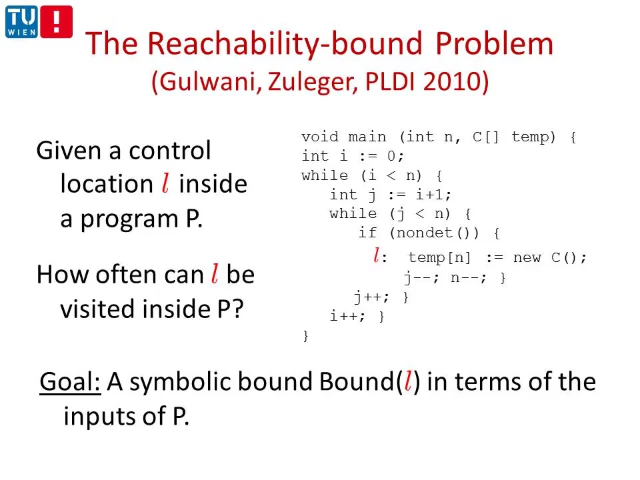 TU
WIEN
!
The Reachability-bound Problem
(Gulwani, Zuleger, PLDI 2010)
Given a control
location l inside
a program P.
How often can l be
visited inside P?
void main (int n, C[] temp) {
int i := 0;
while (i < n) {
int j := i+1;
while (j < n) {
if (nondet()) {
l: temp[n] := new C();
j--; n--; }
j++; }
i++; }
}
Goal: A symbolic bound Bound(l) in terms of the
inputs of P.